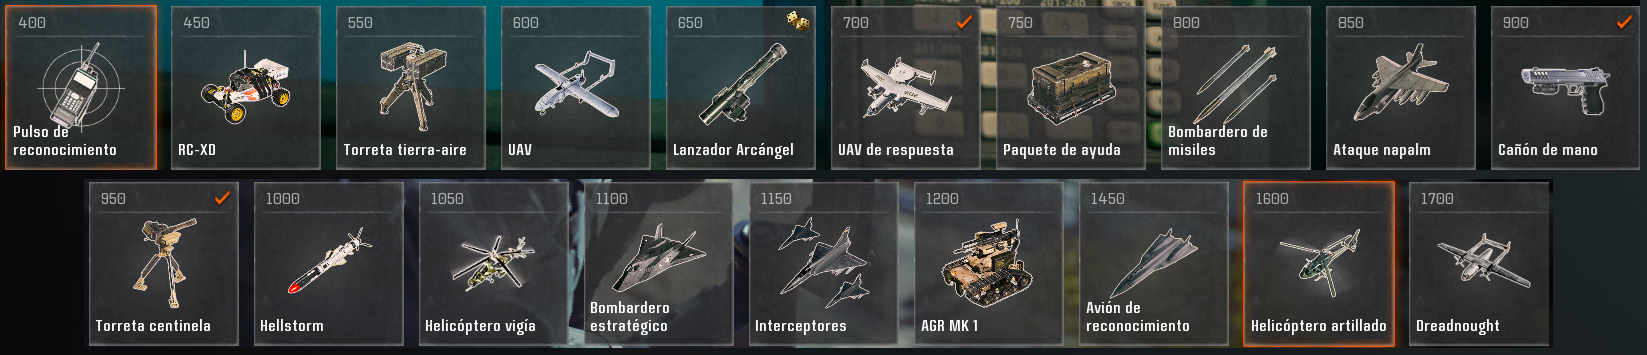 400
450
550
600
650
700
750
800
850
900
Pulso de
reconocimiento
RC-XD
Torreta tierra-aire
UAV
Lanzador Arcángel
UAV de respuesta
Paquete de ayuda
Bombardero de
misiles
Ataque napalm
Cañón de mano
950
1000
1050
1100
1150
1200
1450
1600
1700
Torreta centinela
Hellstorm
Helicóptero vigía
Bombardero
estratégico
Interceptores
AGR MK 1
Avión de
reconocimiento
Helicóptero artillado
Dreadnought